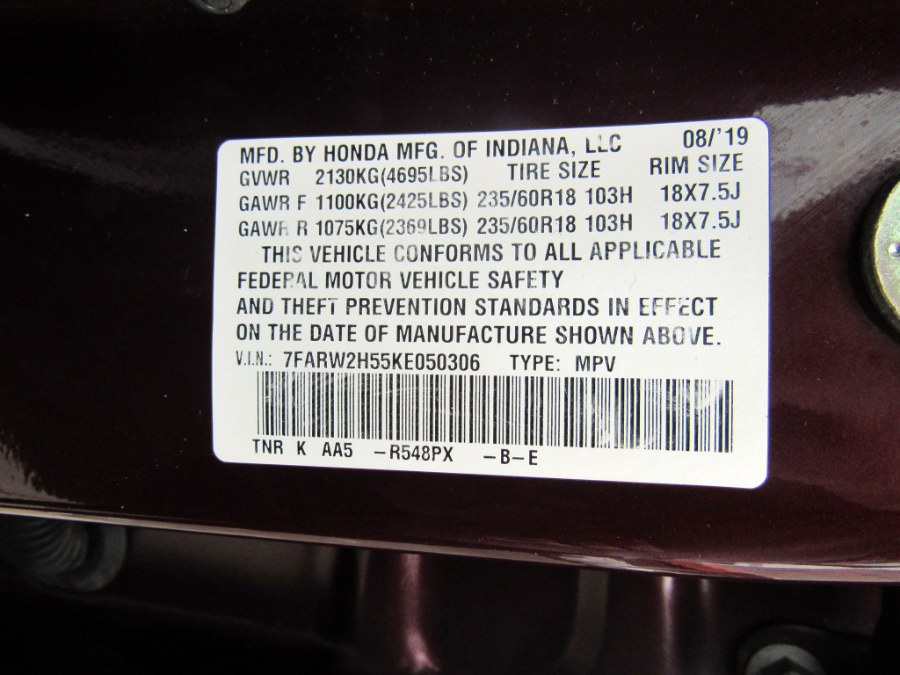 MFD. BY HONDA MFG. OF INDIANA, LLC 08/'19
GVWR 2130KG(4695LBS) TIRE SIZE RIM SIZE
GAWR F 1100KG(2425LBS) 235/60R18 103H 18X7.5J
GAWR R 1075KG(2369LBS) 235/60R18 103H 18X7.5J
THIS VEHICLE CONFORMS TO ALL APPLICABLE
FEDERAL MOTOR VEHICLE SAFETY
AND THEFT PREVENTION STANDARDS IN EFFECT
ON THE DATE OF MANUFACTURE SHOWN ABOVE.
V.I.N.: 7FARW2H55KE050306 TYPE: MPV
TNR K AA5 -R548PX -B-E